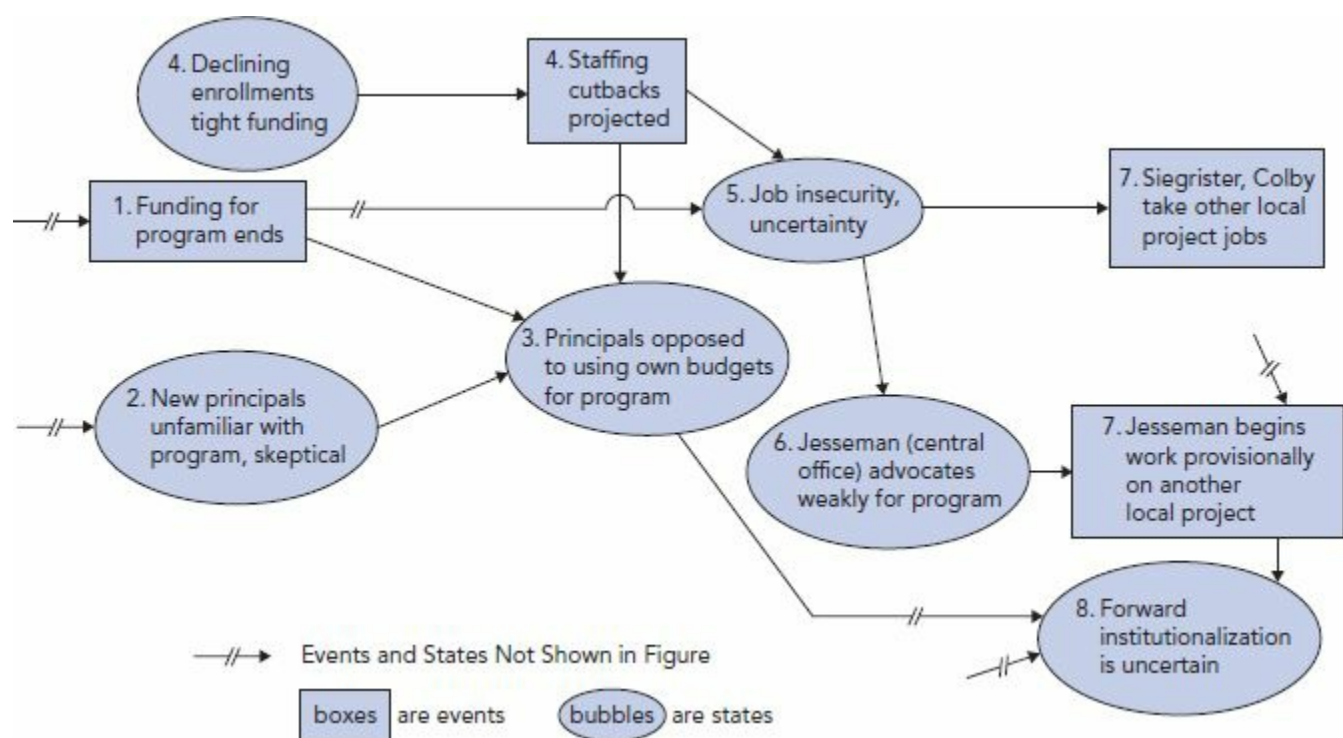 4. Declining
enrollments
tight funding
4. Staffing
cutbacks
projected
1. Funding for
program ends
5. Job insecurity,
uncertainty
7. Siegrister, Colby
take other local
project jobs
2. New principals
unfamiliar with
program, skeptical
3. Principals opposed
to using own budgets
for program
6. Jesseman (central
office) advocates
weakly for program
7. Jesseman begins
work provisionally
on another
local project
8. Forward
institutionalization
is uncertain
Events and States Not Shown in Figure
boxes are events
bubbles are states